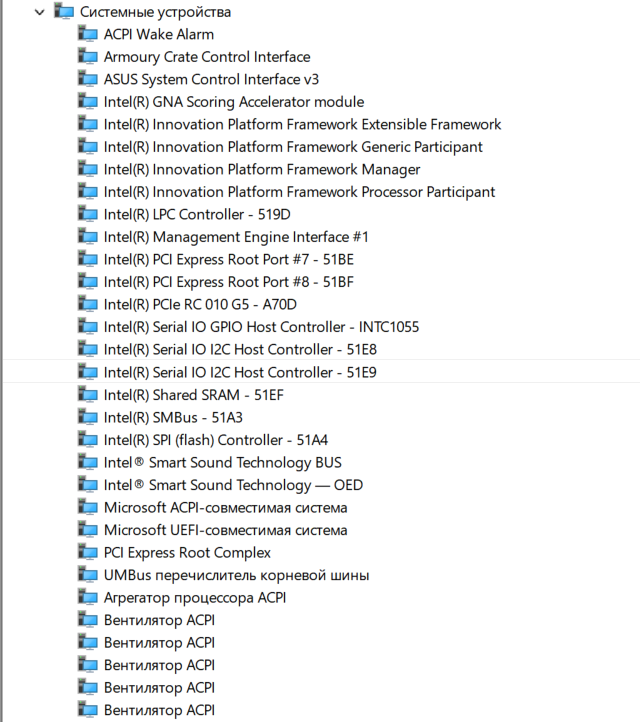 Системные устройства
ACPI Wake Alarm
Armoury Crate Control Interface
ASUS System Control Interface v3
Intel(R) GNA Scoring Accelerator module
Intel(R) Innovation Platform Framework Extensible Framework
Intel(R) Innovation Platform Framework Generic Participant
Intel(R) Innovation Platform Framework Manager
Intel(R) Innovation Platform Framework Processor Participant
Intel(R) LPC Controller - 519D
Intel(R) Management Engine Interface #1
Intel(R) PCI Express Root Port #7 - 51BE
Intel(R) PCI Express Root Port #8 - 51BF
Intel(R) PCIe RC 010 G5 - A70D
Intel(R) Serial IO GPIO Host Controller - INTC1055
Intel(R) Serial IO I2C Host Controller - 51E8
Intel(R) Serial IO I2C Host Controller - 51E9
Intel(R) Shared SRAM - 51EF
Intel(R) SMBus - 51A3
Intel(R) SPI (flash) Controller - 51A4
Intel® Smart Sound Technology BUS
Intel® Smart Sound Technology — OED
Microsoft ACPI-совместимая система
Microsoft UEFI-совместимая система
PCI Express Root Complex
UMBus перечислитель корневой шины
Агрегатор процессора ACPI
Вентилятор ACPI
Вентилятор ACPI
Вентилятор ACPI
Вентилятор ACPI
Вентилятор ACPI